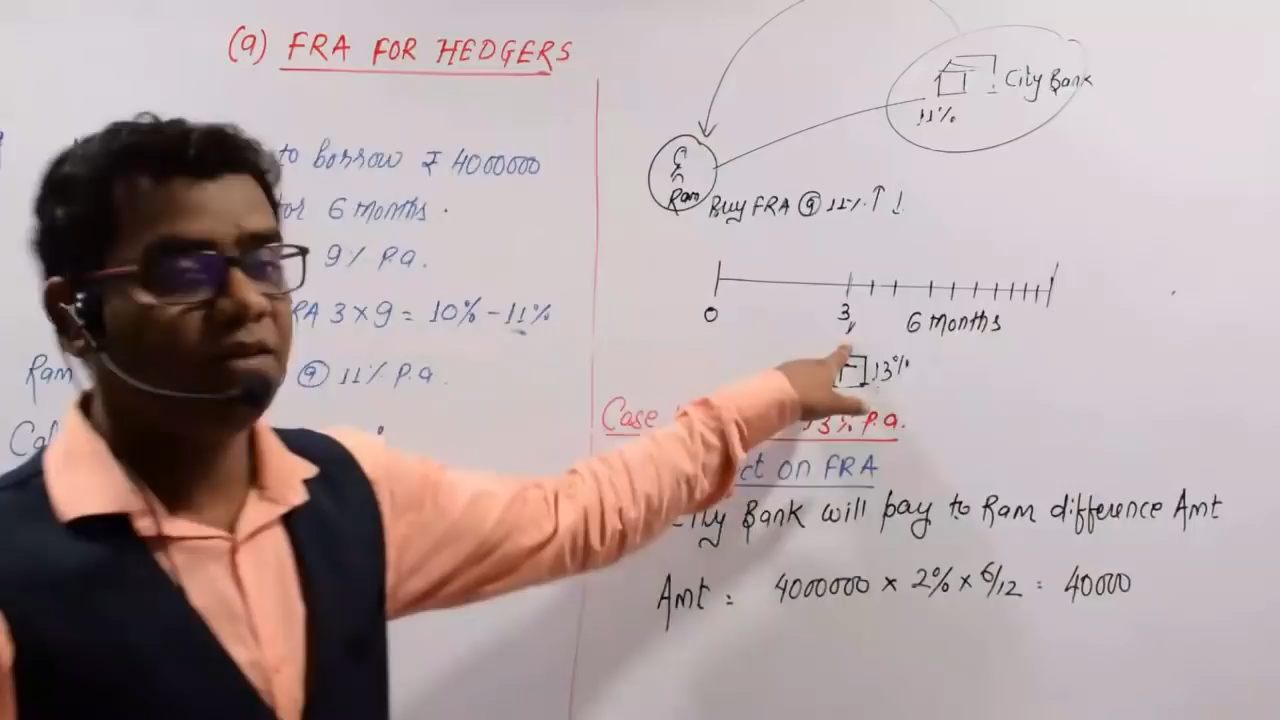 (a) FRA FOR HEDGERS
to borrow ₹ 4000000
for 6 Months.
9% P.a.
RA 3 x 9 = 10% - 11%
Ram @ 11% P.a.
City Bank
11%
Ram
Buy FRA @ 11% ↑ !
0 3 6 Months
13%
Case 13% P.a.
ct on FRA
City Bank will pay to Ram difference Amt
Amt = 4000000 x 2% x 6/12 = 40000